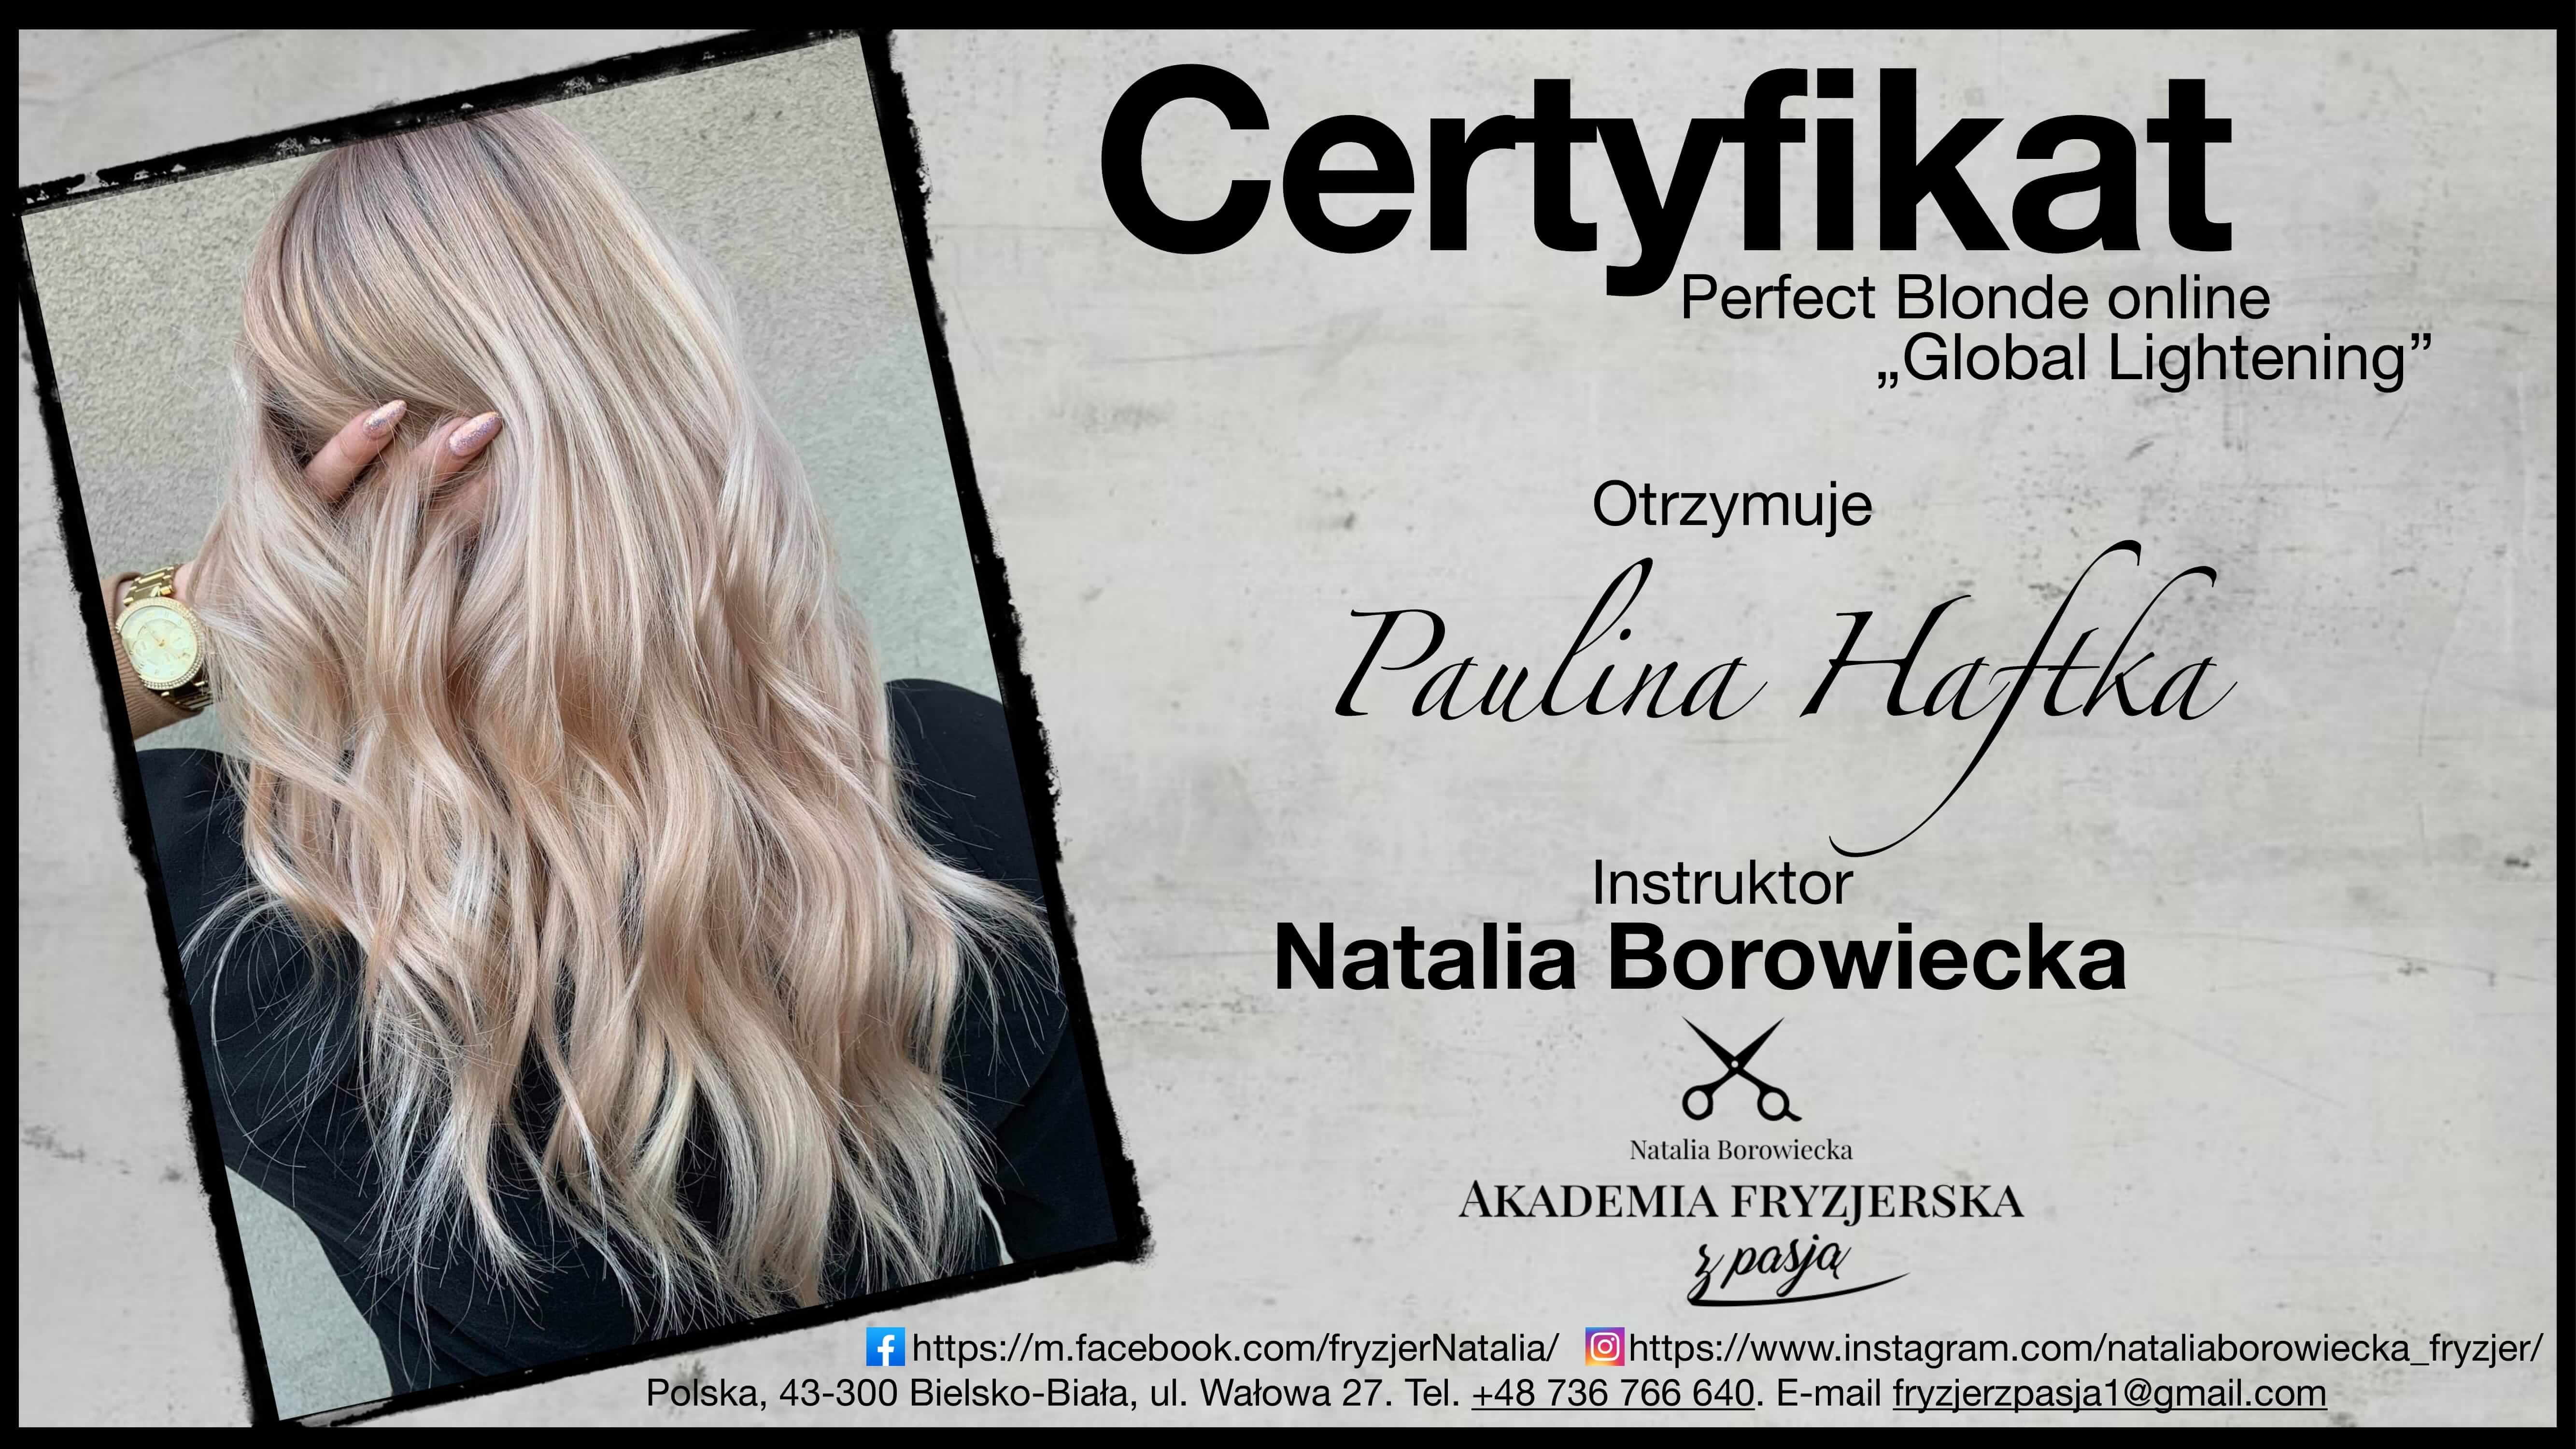 Certyfikat
Perfect Blonde online
„Global Lightening”
Otrzymuje
Paulina Haftka
Instruktor
Natalia Borowiecka
Natalia Borowiecka
AKADEMIA FRYZJERSKA
z pasją
https://m.facebook.com/fryzjerNatalia/ https://www.instagram.com/nataliaborowiecka_fryzjer/
Polska, 43-300 Bielsko-Biała, ul. Wałowa 27. Tel. +48 736 766 640. E-mail fryzjerzpasja1@gmail.com